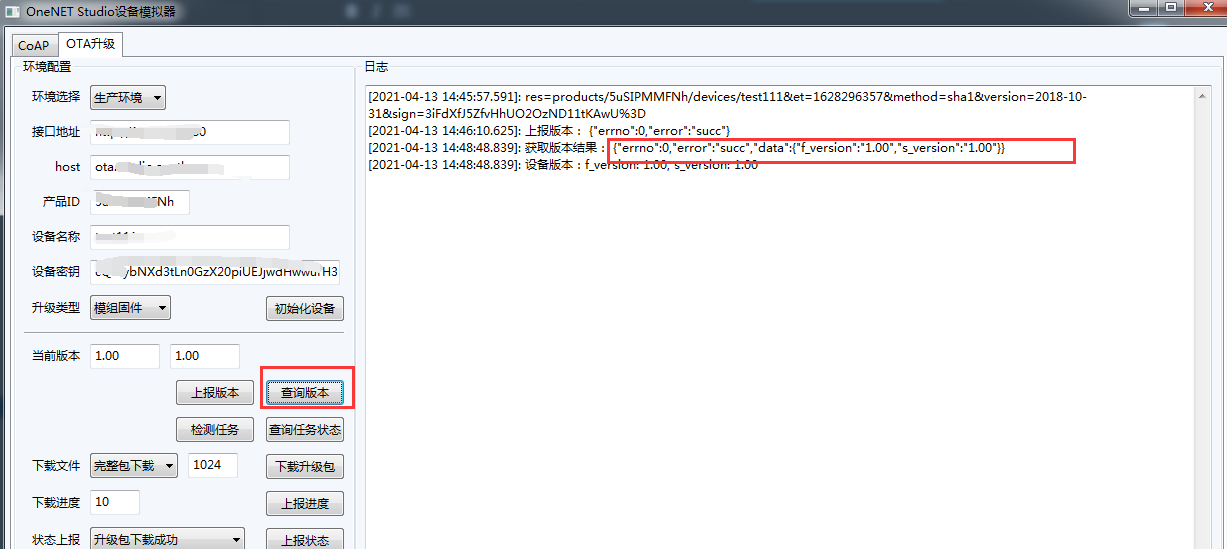 OneNET Studio设备模拟器
CoAP
OTA升级
环境配置
环境选择 生产环境
接口地址
host
产品ID
设备名称
设备密钥
升级类型 模组固件 初始化设备
当前版本 1.00 1.00
上报版本 查询版本
检测任务 查询任务状态
下载文件 完整包下载 1024 下载升级包
下载进度 10 上报进度
状态上报 升级包下载成功 上报状态
日志
[2021-04-13 14:45:57.591]: res=products/5uSIPMMFNh/devices/test111&et=1628296357&method=sha1&version=2018-10-
31&sign=3iFdXfJ5ZfvHhUO2OzND11tKAwU%3D
[2021-04-13 14:46:10.625]: 上报版本： {"errno":0,"error":"succ"}
[2021-04-13 14:48:48.839]: 获取版本结果： {"errno":0,"error":"succ","data":{"f_version":"1.00","s_version":"1.00"}}
[2021-04-13 14:48:48.839]: 设备版本：f_version: 1.00, s_version: 1.00